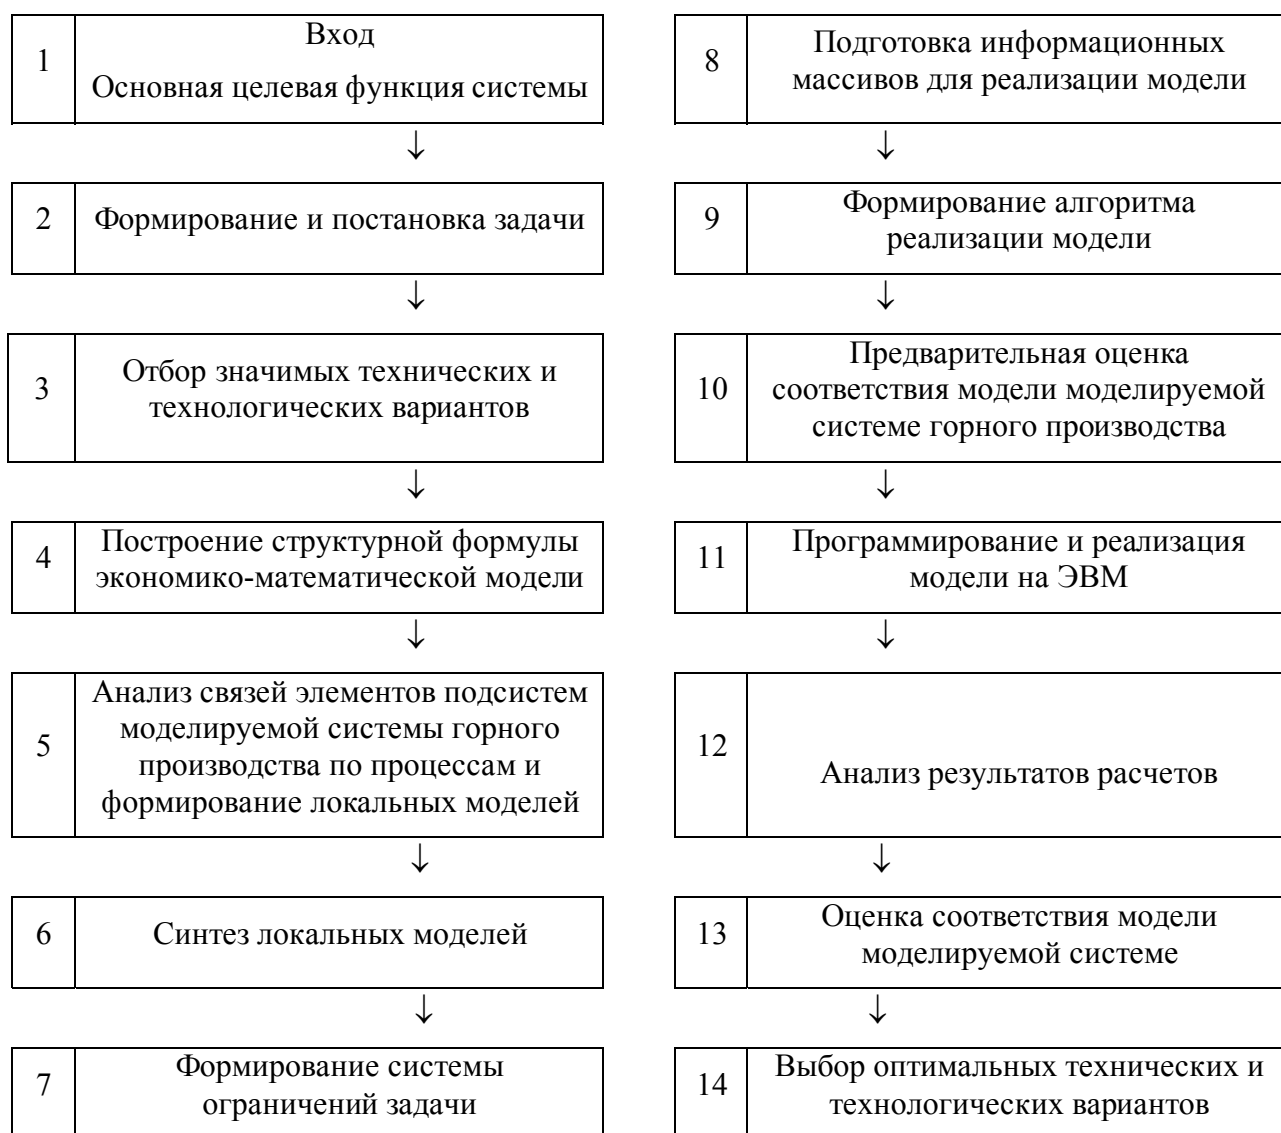 1
Вход
Основная целевая функция системы
↓
2
Формирование и постановка задачи
↓
3
Отбор значимых технических и
технологических вариантов
↓
4
Построение структурной формулы
экономико-математической модели
↓
5
Анализ связей элементов подсистем
моделируемой системы горного
производства по процессам и
формирование локальных моделей
↓
6
Синтез локальных моделей
↓
7
Формирование системы
ограничений задачи
8
Подготовка информационных
массивов для реализации модели
↓
9
Формирование алгоритма
реализации модели
↓
10
Предварительная оценка
соответствия модели моделируемой
системе горного производства
↓
11
Программирование и реализация
модели на ЭВМ
↓
12
Анализ результатов расчетов
↓
13
Оценка соответствия модели
моделируемой системе
↓
14
Выбор оптимальных технических и
технологических вариантов